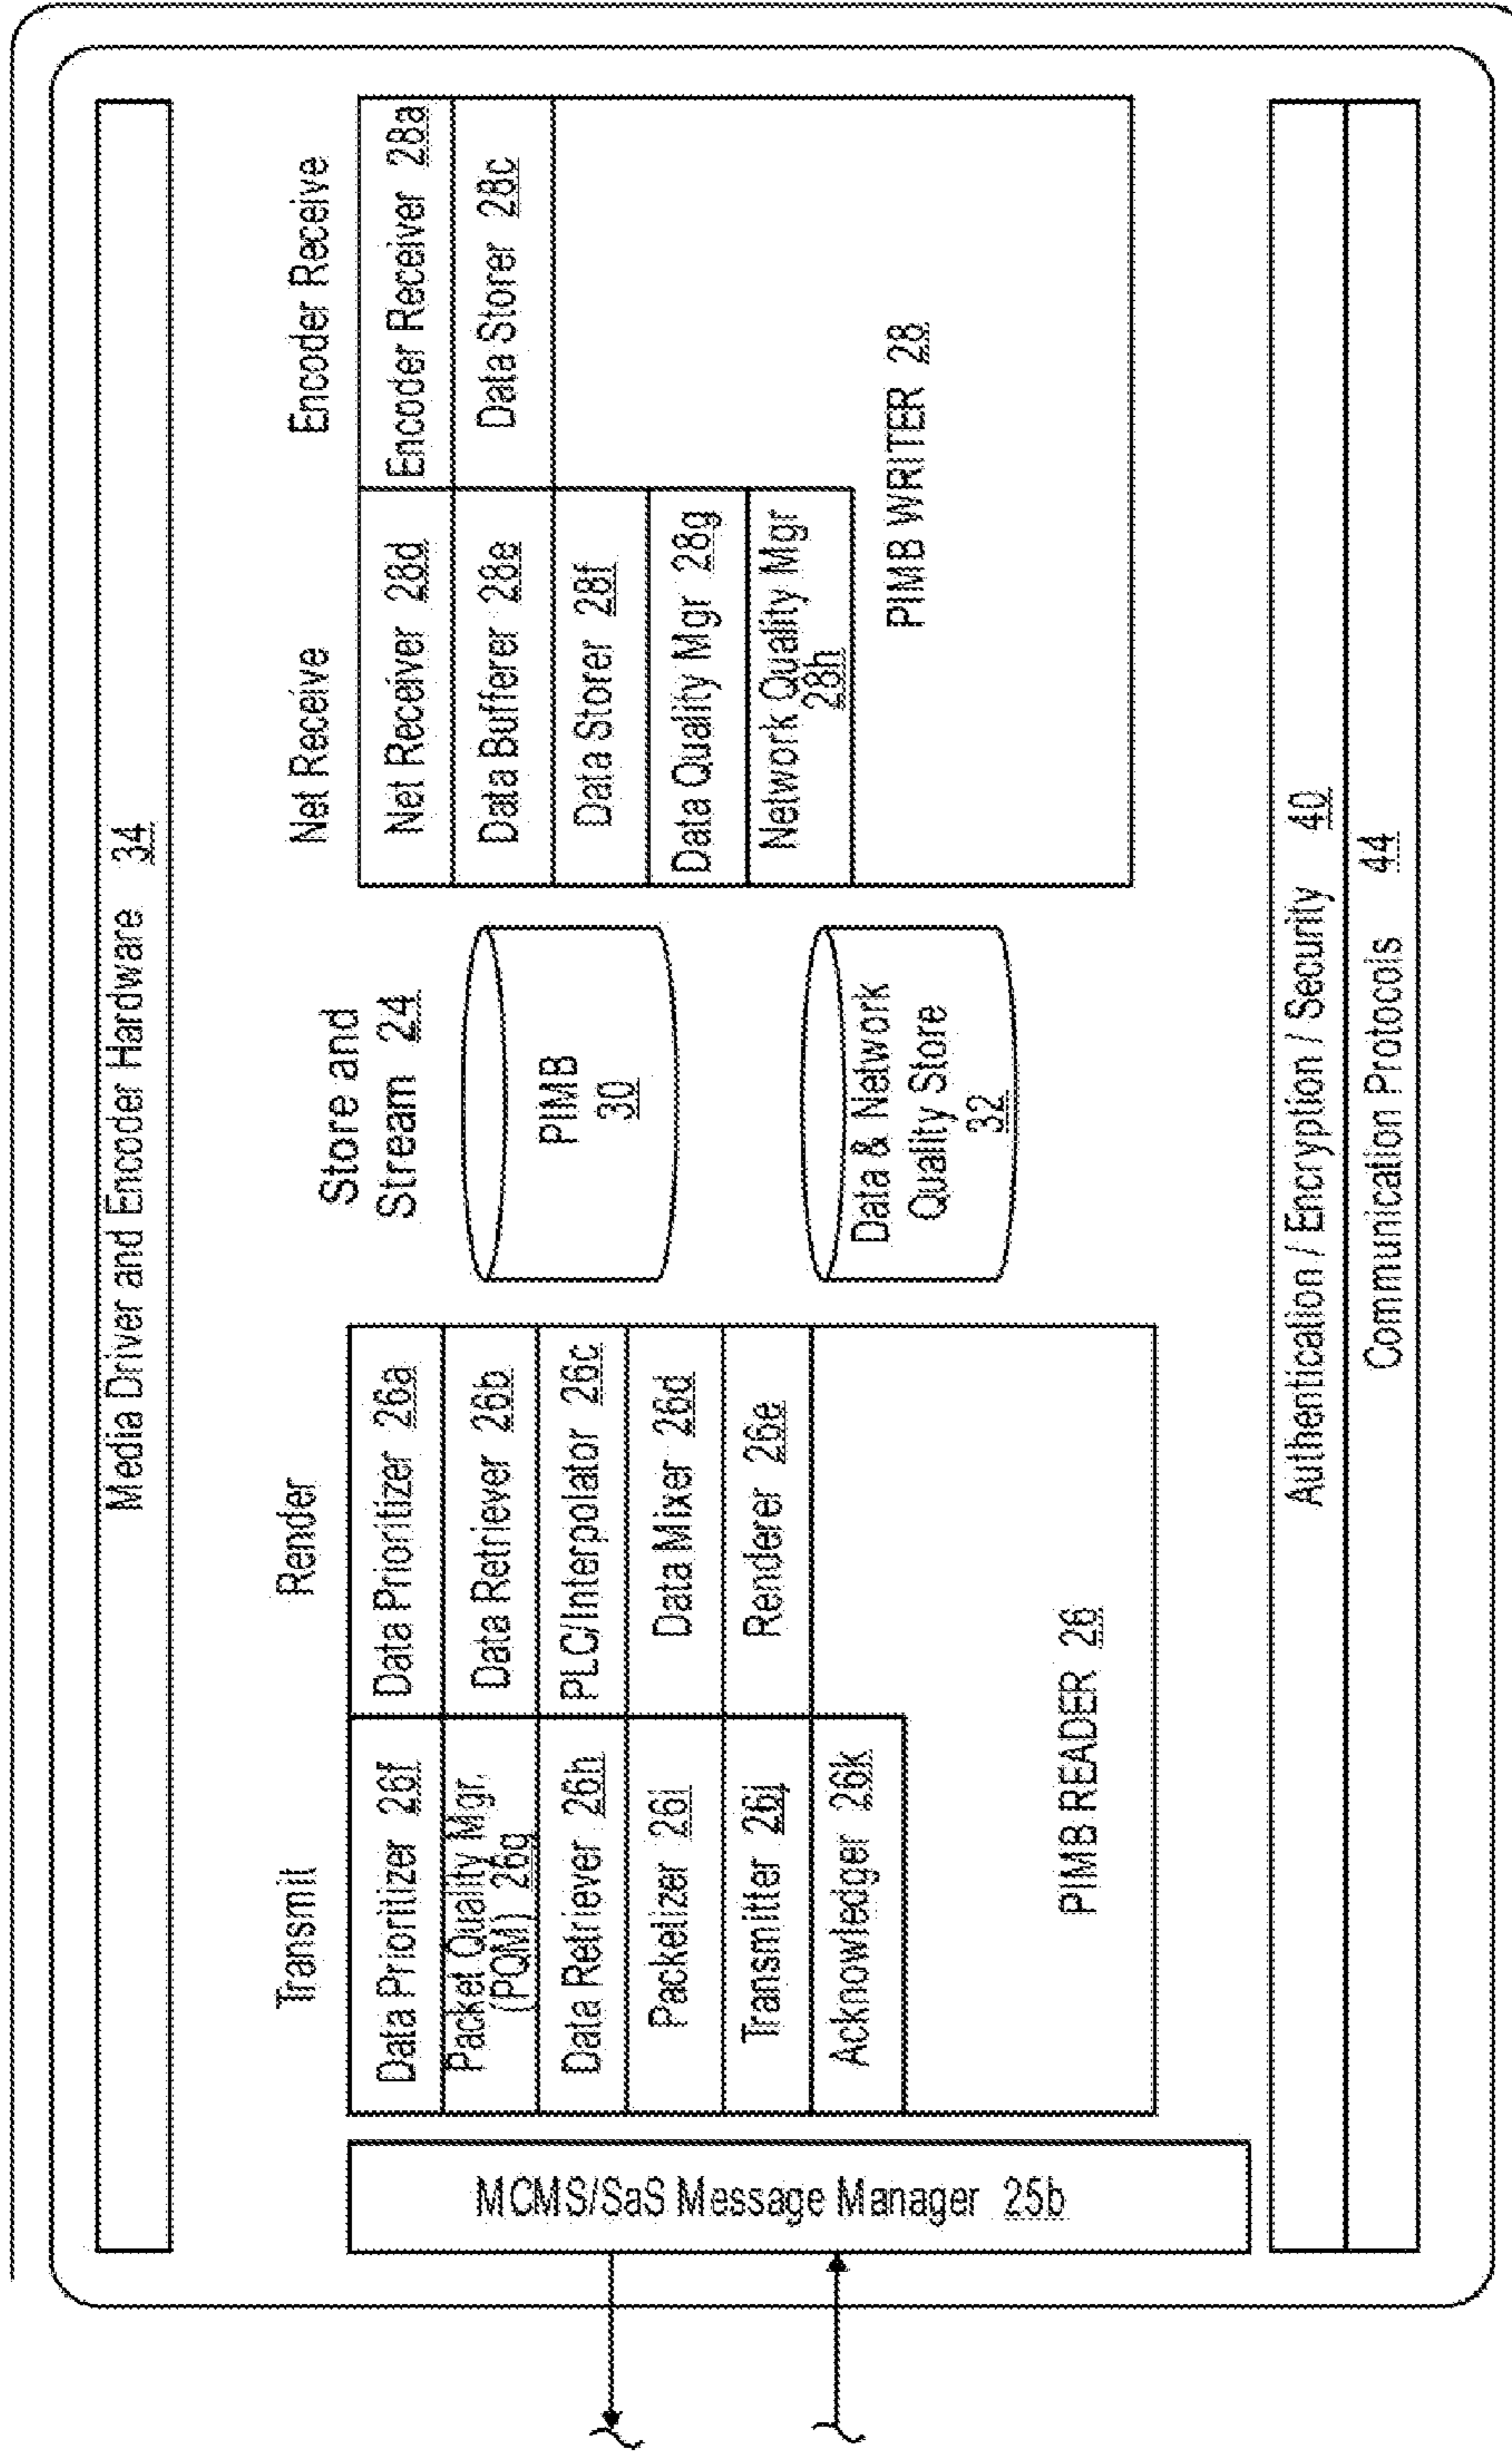 Media Driver and Encoder Hardware 34
Transmit
Render
Store and
Stream 24
Net Receive
Encoder Receive
MCMS/SaS Message Manager 25b
Data Prioritizer 26f
Packet Quality Mgr.
(PQM) 26g
Data Retriever 26h
Packetizer 26i
Transmitter 26j
Acknowledger 26k
Data Prioritizer 26a
Data Retriever 26b
PLC/Interpolator 26c
Data Mixer 26d
Renderer 26e
PIMB READER 26
PIMB
30
Data & Network
Quality Store
32
Net Receiver 28d
Data Bufferer 28e
Data Storer 28f
Data Quality Mgr 28g
Network Quality Mgr
28h
Encoder Receiver 28a
Data Storer 28c
PIMB WRITER 28
Authentication / Encryption / Security 40
Communication Protocols 44